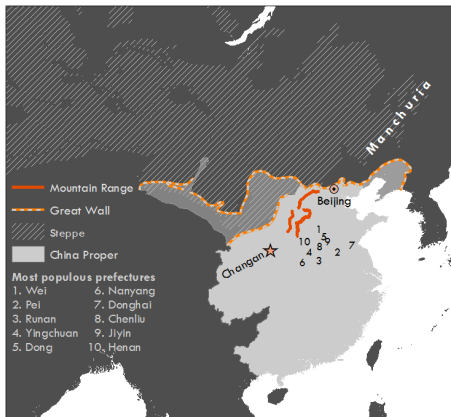 Manchuria
Mountain Range
Great Wall
Steppe
China Proper
Beijing
Changan
1
5
9
10
8
7
4
2
6
3
Most populous prefectures
1. Wei
2. Pei
3. Runan
4. Yingchuan
5. Dong
6. Nanyang
7. Donghai
8. Chenliu
9. Jiyin
10. Henan